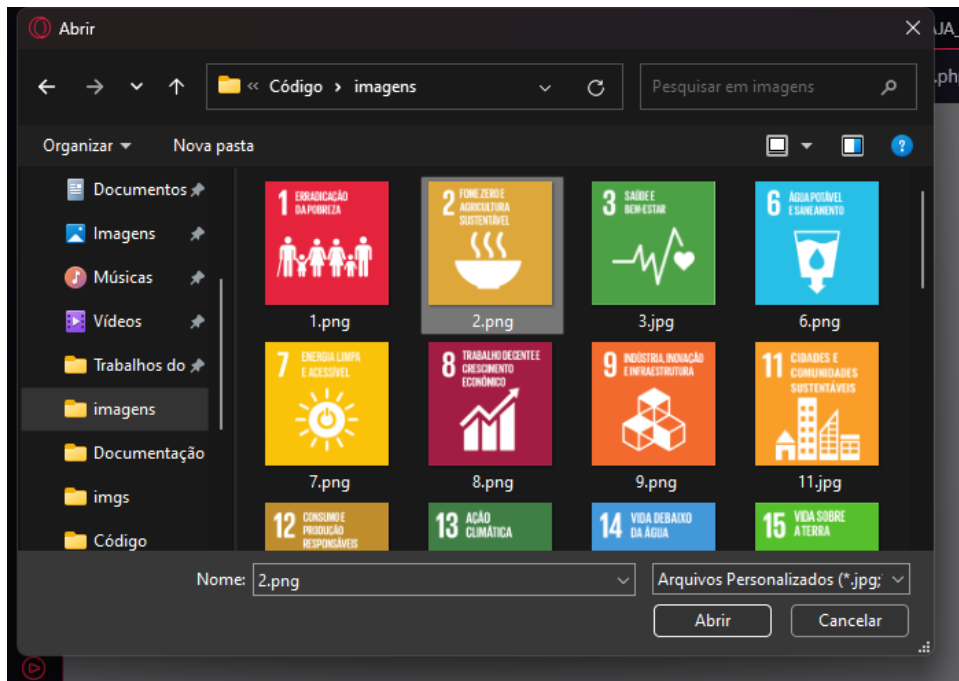 Abrir
JA_
Código
imagens
Pesquisar em imagens
.ph
Organizar
Nova pasta
Documentos
Imagens
Músicas
Vídeos
Trabalhos do
imagens
Documentação
imgs
Código
1 ERRADICAÇÃO
DA POBREZA
1.png
2 FOME ZERO E
AGRICULTURA
SUSTENTÁVEL
2.png
3 SAÚDE E
BEM-ESTAR
3.jpg
6 ÁGUA POTÁVEL
E SANEAMENTO
6.png
7 ENERGIA LIMPA
E ACESSÍVEL
7.png
8 TRABALHO DECENTE E
CRESCIMENTO
ECONÔMICO
8.png
9 INDÚSTRIA, INOVAÇÃO
E INFRAESTRUTURA
9.png
11 CIDADES E
COMUNIDADES
SUSTENTÁVEIS
11.jpg
12 CONSUMO E
PRODUÇÃO
RESPONSÁVEIS
13 AÇÃO
CLIMÁTICA
14 VIDA DEBAIXO
DA ÁGUA
15 VIDA SOBRE
A TERRA
Nome: 2.png
Arquivos Personalizados (*.jpg;
Abrir
Cancelar